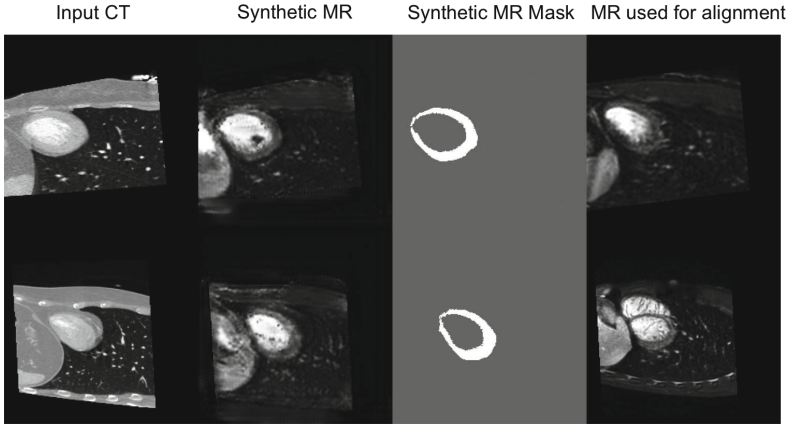 Input CT
Synthetic MR
Synthetic MR Mask
MR used for alignment